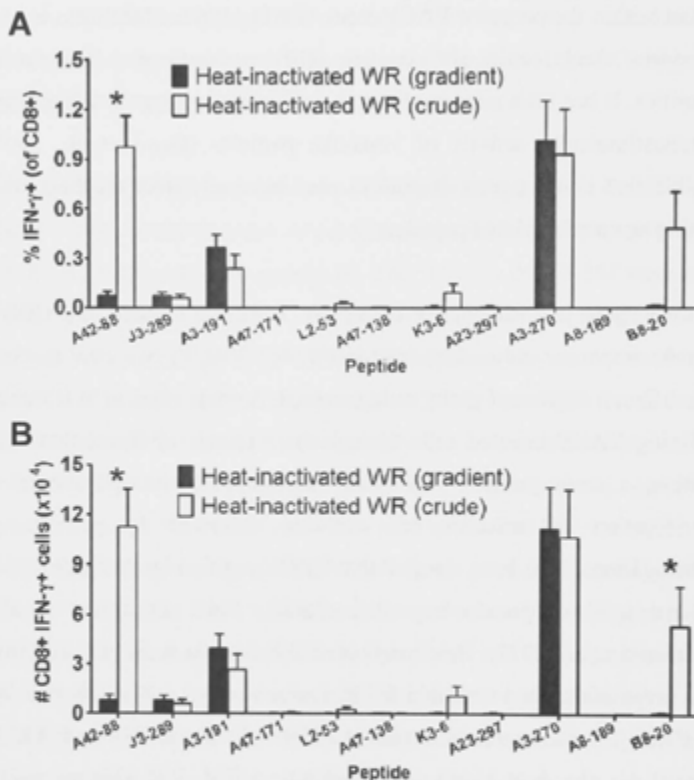 A
1.5
1.2
0.9
0.6
0.3
0.0
% IFN-γ+ (of CD8+)
*
Heat-inactivated WR (gradient)
Heat-inactivated WR (crude)
A42-88
J3-289
A3-191
A47-171
L2-53
A47-138
K3-6
A23-297
A3-270
A8-189
B8-20
Peptide
B
15
12
9
6
3
0
# CD8+ IFN-γ+ cells (x10⁻⁴)
*
Heat-inactivated WR (gradient)
Heat-inactivated WR (crude)
*
A42-88
J3-289
A3-191
A47-171
L2-53
A47-138
K3-6
A23-297
A3-270
A8-189
B8-20
Peptide